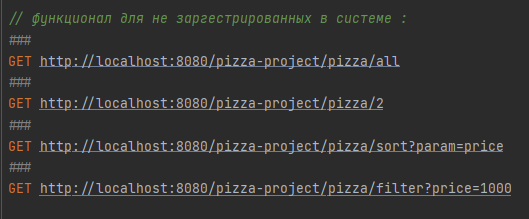 // функционал для не заргестрированных в системе :
###
GET http://localhost:8080/pizza-project/pizza/all
###
GET http://localhost:8080/pizza-project/pizza/2
###
GET http://localhost:8080/pizza-project/pizza/sort?param=price
###
GET http://localhost:8080/pizza-project/pizza/filter?price=1000